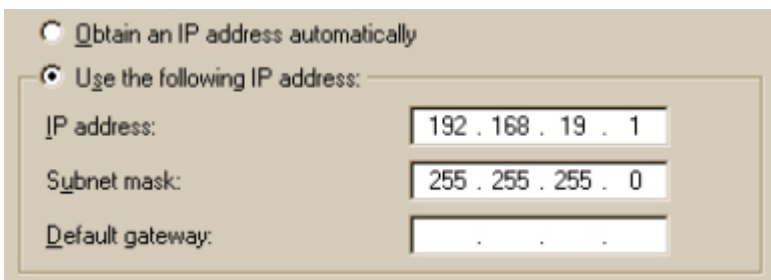 Obtain an IP address automatically
Use the following IP address:
IP address: 192 . 168 . 19 . 1
Subnet mask: 255 . 255 . 255 . 0
Default gateway: . . .